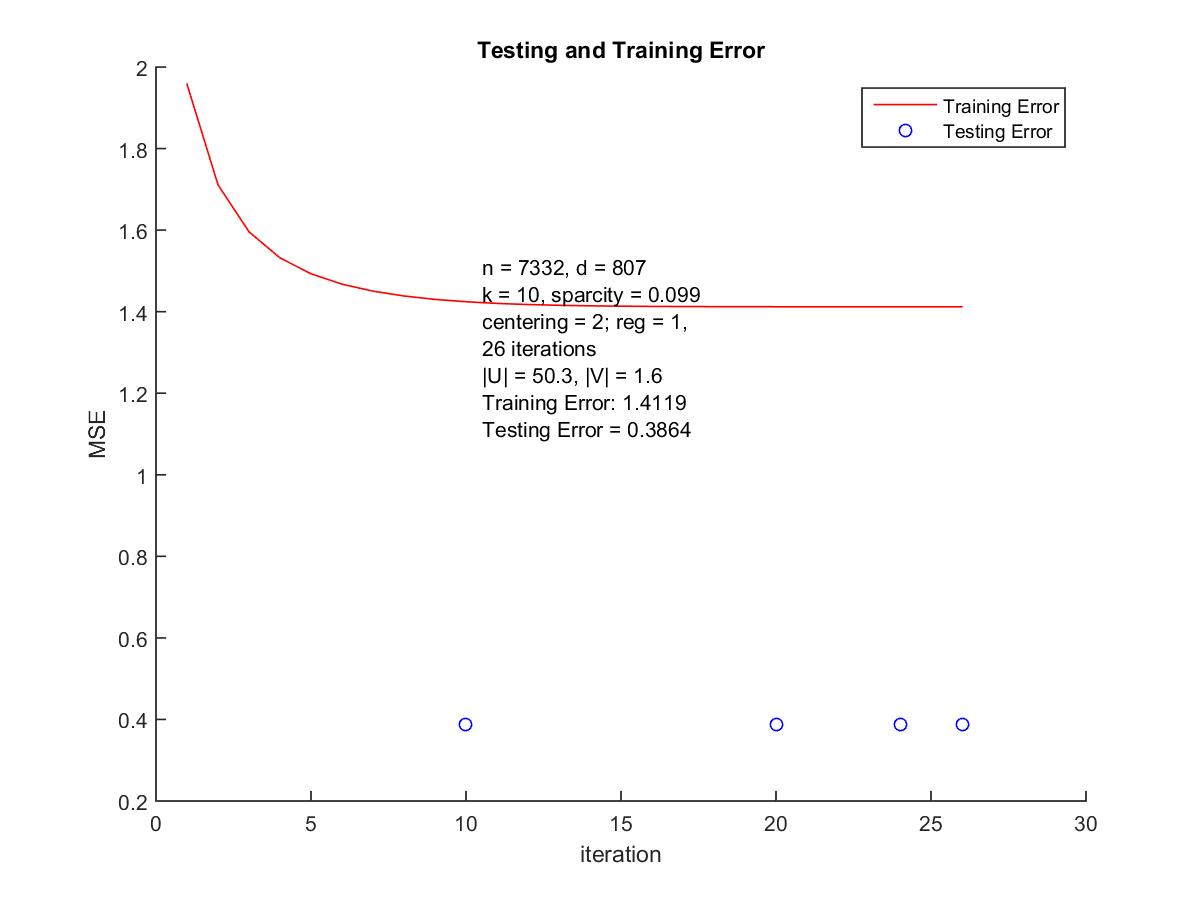 Testing and Training Error
Training Error
Testing Error
2
1.8
1.6
1.4
1.2
1
0.8
0.6
0.4
0.2
MSE
n = 7332, d = 807
k = 10, sparcity = 0.099
centering = 2; reg = 1,
26 iterations
|U| = 50.3, |V| = 1.6
Training Error: 1.4119
Testing Error = 0.3864
0 5 10 15 20 25 30
iteration